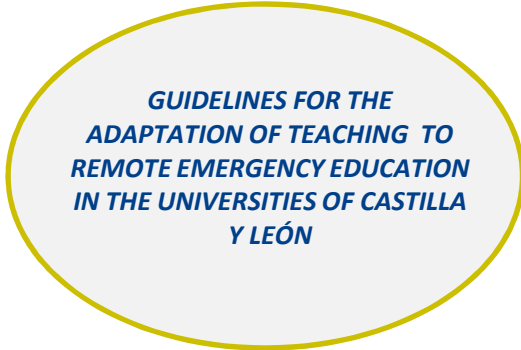 GUIDELINES FOR THE
ADAPTATION OF TEACHING TO
REMOTE EMERGENCY EDUCATION
IN THE UNIVERSITIES OF CASTILLA
Y LEÓN